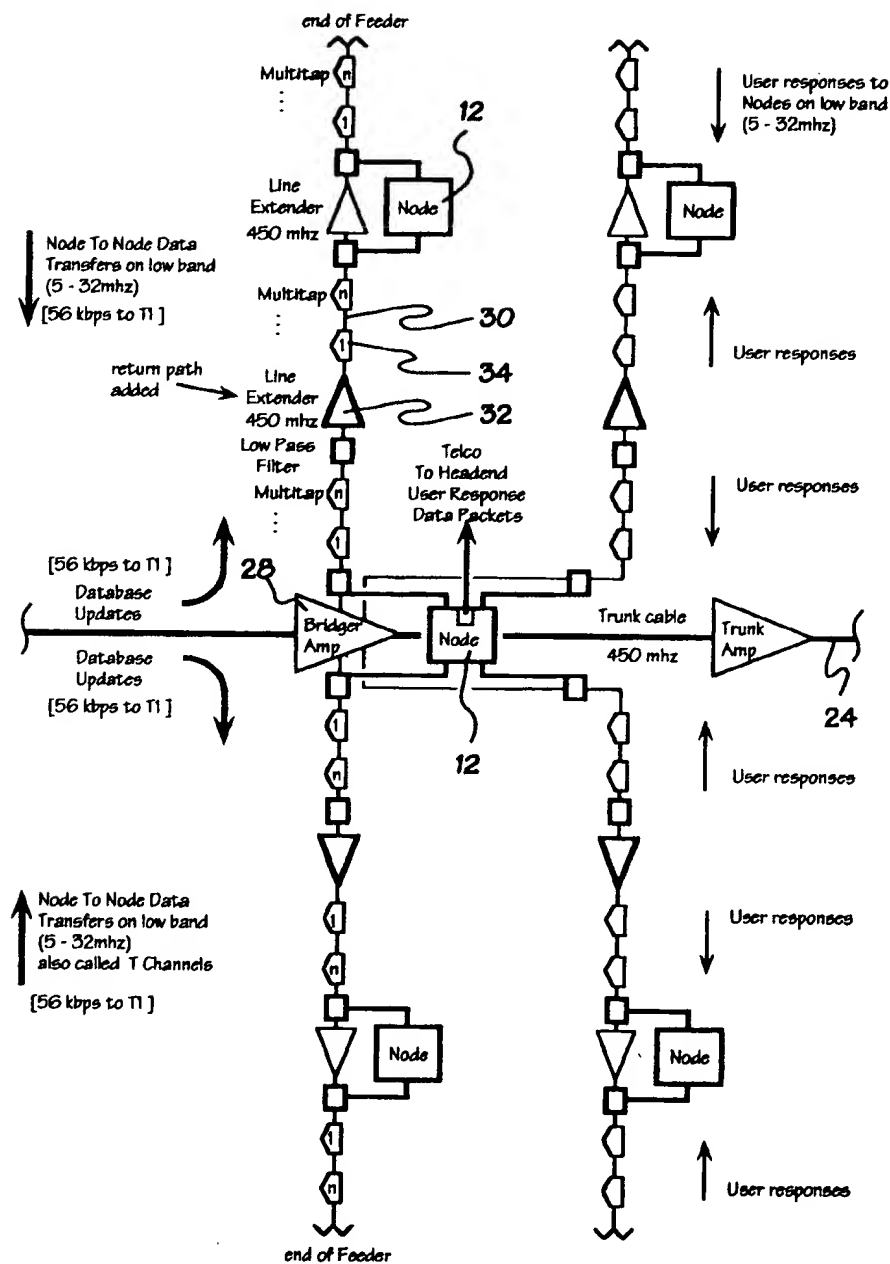 end of Feeder
Multitap
n
1
12
User responses to
Nodes on low band
(5 - 32mhz)
Line
Extender
450 mhz
Node
Node
Node To Node Data
Transfers on low band
(5 - 32mhz)
[56 kbps to T1 ]
Multitap
n
30
1
34
User responses
return path
added
Line
Extender
450 mhz
32
Low Pass
Filter
Telco
To Headend
User Response
Data Packets
Multitap
n
User responses
1
[56 kbps to T1 ]
Database
Updates
28
Bridger
Amp
Node
Trunk cable
450 mhz
Trunk
Amp
Database
Updates
[56 kbps to T1 ]
24
12
1
n
User responses
Node To Node Data
Transfers on low band
(5 - 32mhz)
also called T Channels
[56 kbps to T1 ]
1
n
User responses
Node
Node
1
n
User responses
end of Feeder